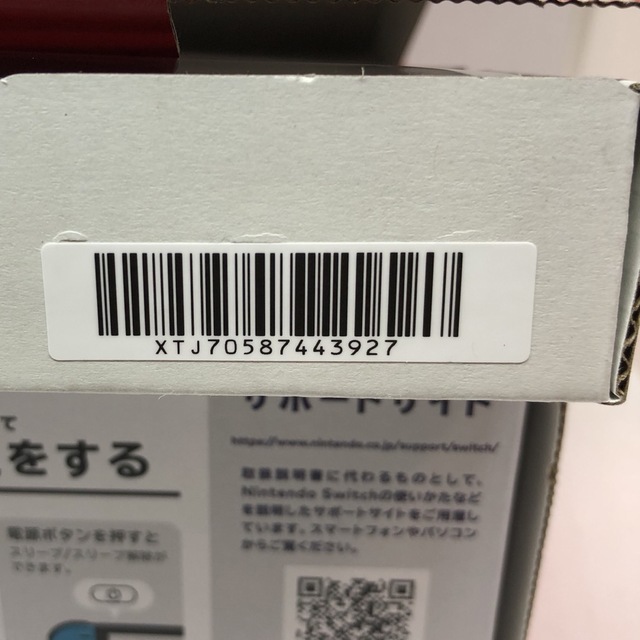 XTJ70587443927
サポートサイト
https://www.nintendo.co.jp/support/switch/
取扱説明書に代わるものとして、
Nintendo Switchの使いかたなど
を説明したサポートサイトをご用意し
ています。スマートフォンやパソコン
からご覧ください。
て
をする
電源ボタンを押すと
スリープ/スリープ解除が
できます。